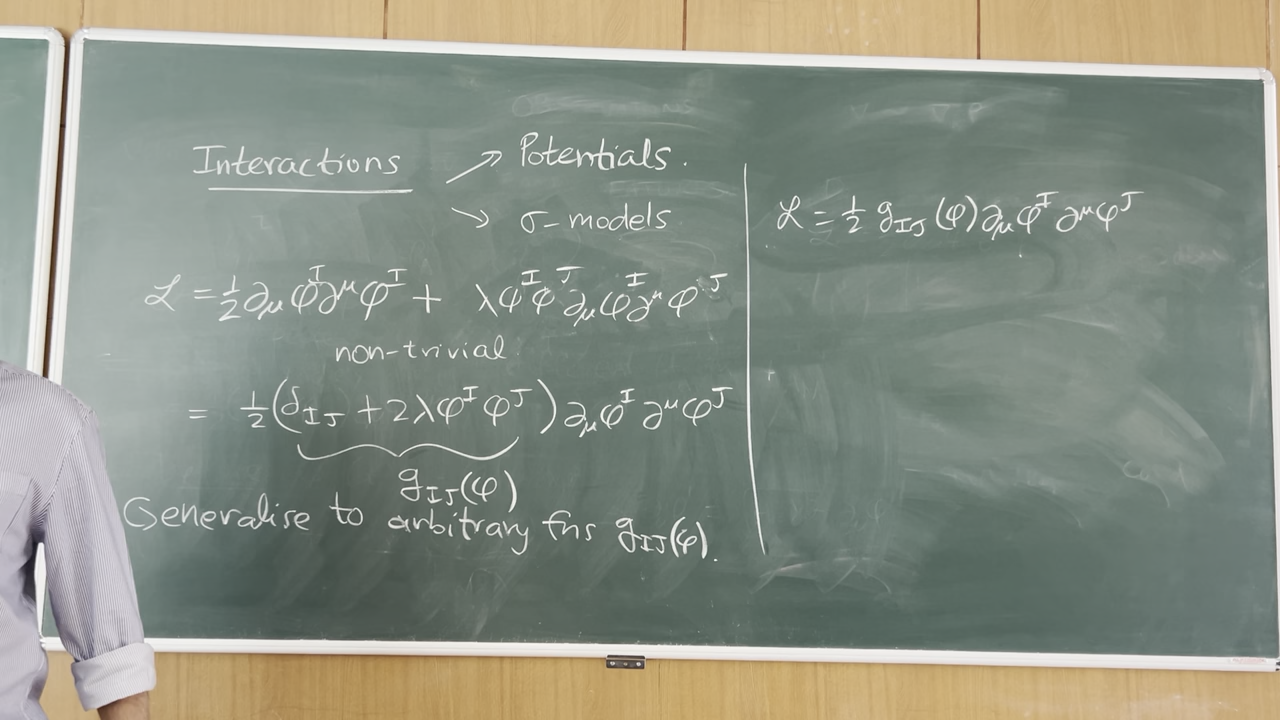 Interactions ↗ Potentials.
↘ σ-models
ℒ = ½ ∂_μ φ^I ∂^μ φ^I + λ φ^I φ^J ∂_μ φ^I ∂^μ φ^J
non-trivial
= ½ (δ_IJ + 2λ φ^I φ^J) ∂_μ φ^I ∂^μ φ^J
g_IJ(φ)
Generalise to arbitrary fns g_IJ(φ).
ℒ = ½ g_IJ (φ) ∂_μ φ^I ∂^μ φ^J